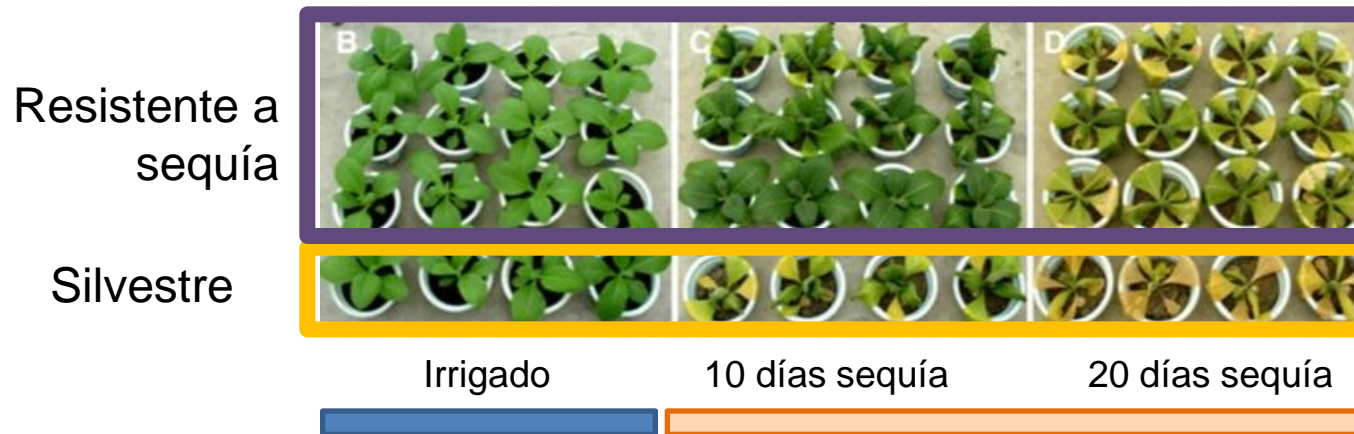 B C D
Resistente a
sequía
Silvestre
Irrigado 10 días sequía 20 días sequía